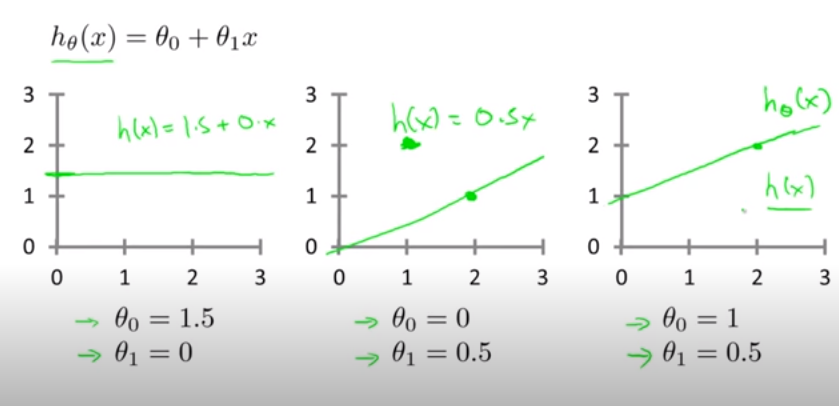 hθ(x) = θ₀ + θ₁x
3
2
1
0
0 1 2 3
h(x) = 1.5 + 0·x
→ θ₀ = 1.5
→ θ₁ = 0
3
2
1
0
0 1 2 3
h(x) = 0.5x
→ θ₀ = 0
→ θ₁ = 0.5
3
2
1
0
0 1 2 3
hθ(x)
h(x)
→ θ₀ = 1
→ θ₁ = 0.5